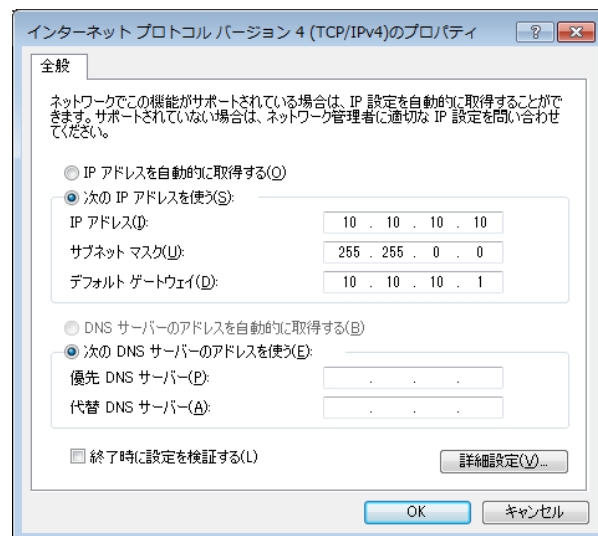 インターネット プロトコル バージョン 4 (TCP/IPv4)のプロパティ
全般
ネットワークでこの機能がサポートされている場合は、IP 設定を自動的に取得することがで
きます。サポートされていない場合は、ネットワーク管理者に適切な IP 設定を問い合わせ
てください。
IP アドレスを自動的に取得する(O)
次の IP アドレスを使う(S):
IP アドレス(I): 10 . 10 . 10 . 10
サブネット マスク(U): 255 . 255 . 0 . 0
デフォルト ゲートウェイ(D): 10 . 10 . 10 . 1
DNS サーバーのアドレスを自動的に取得する(B)
次の DNS サーバーのアドレスを使う(E):
優先 DNS サーバー(P): . . .
代替 DNS サーバー(A): . . .
終了時に設定を検証する(L)
詳細設定(V)...
OK キャンセル